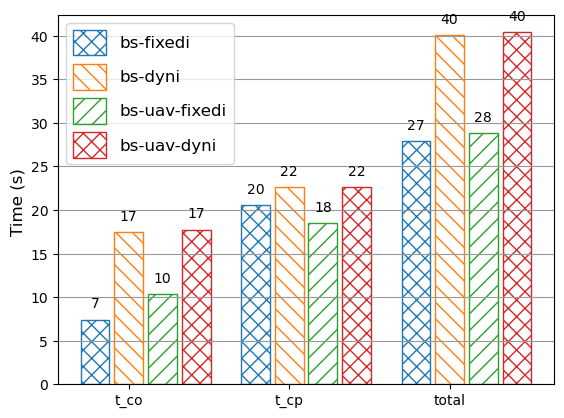 40 40
40
35
30
25
20
15
10
5
0
Time (s)
bs-fixedi
bs-dyni
bs-uav-fixedi
bs-uav-dyni
7 17 10 17
20 22 18 22
27 28
t_co t_cp total